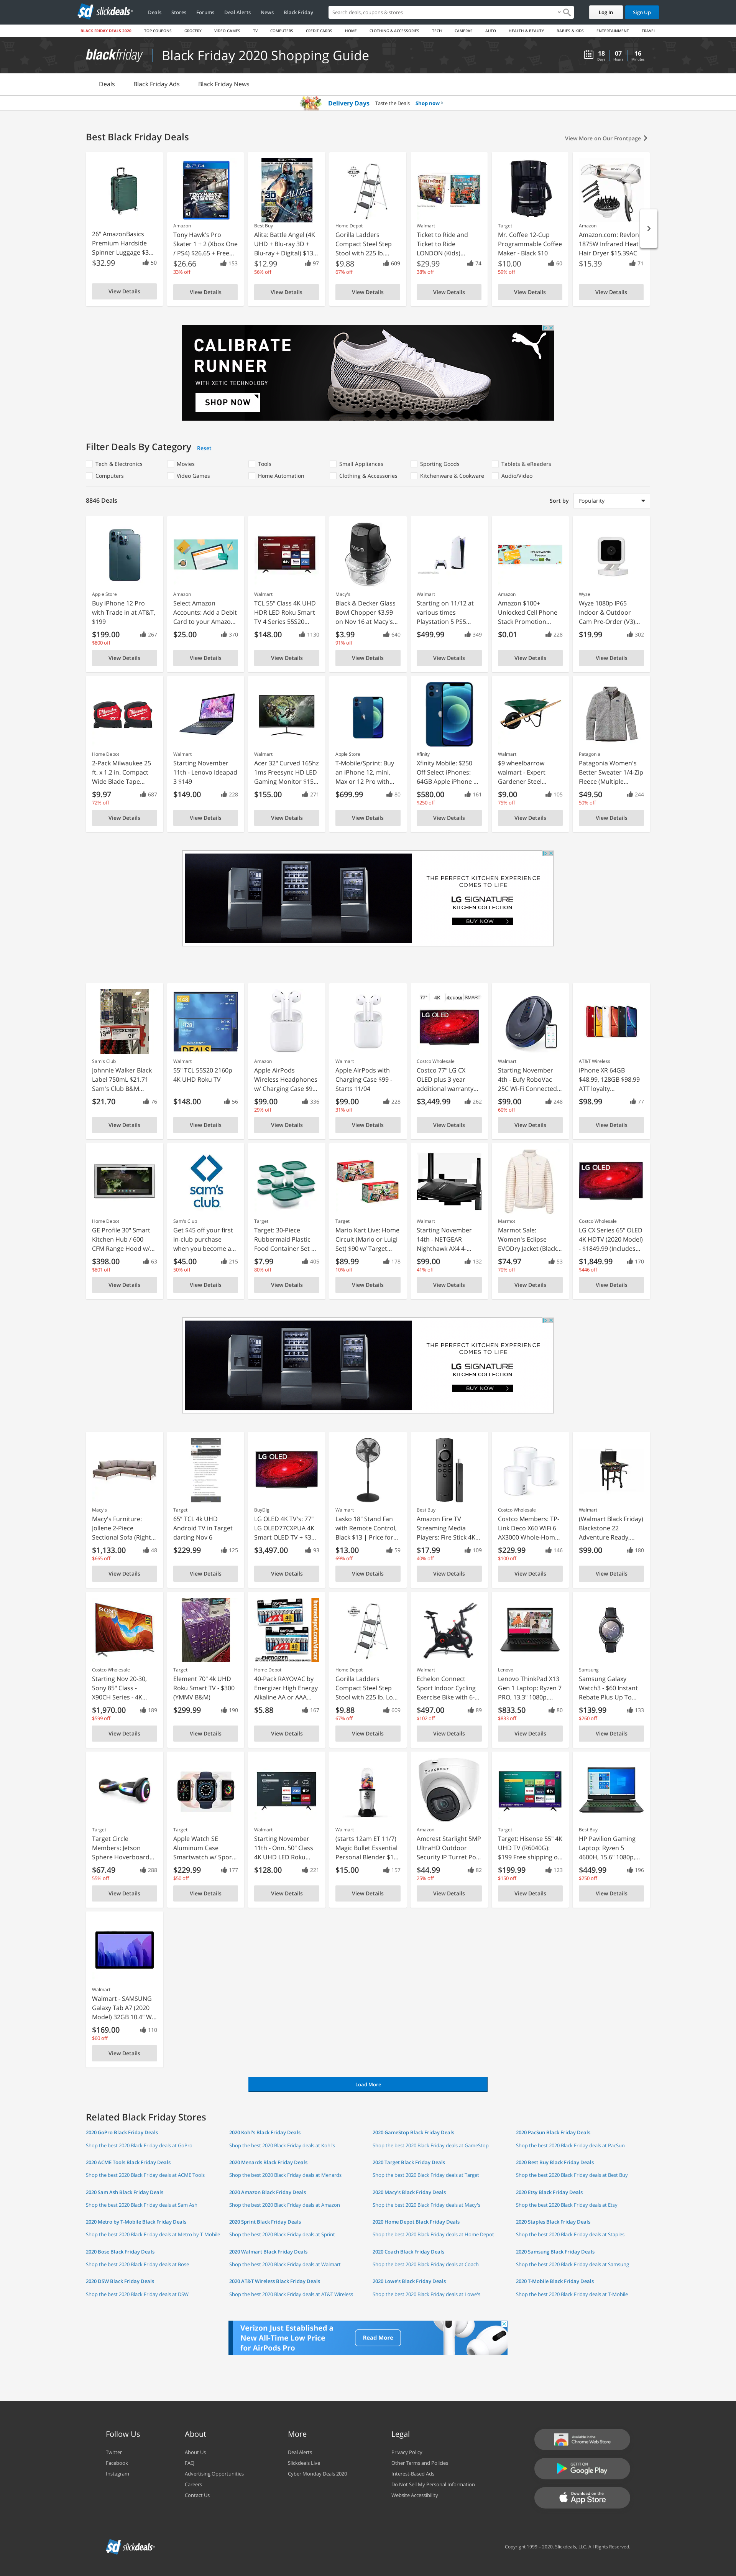 slickdeals
Deals Stores Forums Deal Alerts News Black Friday
Search deals, coupons & stores
Log In
Sign Up
BLACK FRIDAY DEALS 2020 TOP COUPONS GROCERY VIDEO GAMES TV COMPUTERS CREDIT CARDS HOME CLOTHING & ACCESSORIES TECH CAMERAS AUTO HEALTH & BEAUTY BABIES & KIDS ENTERTAINMENT TRAVEL
blackfriday Black Friday 2020 Shopping Guide
18 Days 07 Hours 16 Minutes
Deals Black Friday Ads Black Friday News
Delivery Days Taste the Deals Shop now
Best Black Friday Deals
View More on Our Frontpage
26" AmazonBasics
Premium Hardside
Spinner Luggage $3...
$32.99 50
View Details
Amazon
Tony Hawk's Pro
Skater 1 + 2 (Xbox One
/ PS4) $26.65 + Free...
$26.66 153
33% off
View Details
Best Buy
Alita: Battle Angel (4K
UHD + Blu-ray 3D +
Blu-ray + Digital) $13...
$12.99 97
56% off
View Details
Home Depot
Gorilla Ladders
Compact Steel Step
Stool with 225 lb....
$9.88 609
67% off
View Details
Walmart
Ticket to Ride and
Ticket to Ride
LONDON (Kids)...
$29.99 74
38% off
View Details
Target
Mr. Coffee 12-Cup
Programmable Coffee
Maker - Black $10
$10.00 60
59% off
View Details
Amazon
Amazon.com: Revlon
1875W Infrared Heat
Hair Dryer $15.39AC
$15.39 71
View Details
CALIBRATE
RUNNER
WITH XETIC TECHNOLOGY
SHOP NOW
PUMA
Filter Deals By Category Reset
Tech & Electronics Movies Tools Small Appliances Sporting Goods Tablets & eReaders
Computers Video Games Home Automation Clothing & Accessories Kitchenware & Cookware Audio/Video
8846 Deals
Sort by Popularity
Apple Store
Buy iPhone 12 Pro
with Trade in at AT&T,
$199
$199.00 267
$800 off
View Details
Amazon
Select Amazon
Accounts: Add a Debit
Card to your Amazo...
$25.00 370
View Details
Walmart
TCL 55" Class 4K UHD
HDR LED Roku Smart
TV 4 Series 55S20...
$148.00 1130
View Details
Macy's
Black & Decker Glass
Bowl Chopper $3.99
on Nov 16 at Macy's...
$3.99 640
91% off
View Details
Walmart
Starting on 11/12 at
various times
Playstation 5 PS5...
$499.99 349
View Details
Amazon
Amazon $100+
Unlocked Cell Phone
Stack Promotion...
$0.01 228
View Details
Wyze
Wyze 1080p IP65
Indoor & Outdoor
Cam Pre-Order (V3)...
$19.99 302
View Details
Home Depot
2-Pack Milwaukee 25
ft. x 1.2 in. Compact
Wide Blade Tape...
$9.97 687
72% off
View Details
Walmart
Starting November
11th - Lenovo Ideapad
3 $149
$149.00 228
View Details
Walmart
Acer 32" Curved 165hz
1ms Freesync HD LED
Gaming Monitor $15...
$155.00 271
View Details
Apple Store
T-Mobile/Sprint: Buy
an iPhone 12, mini,
Max or 12 Pro with...
$699.99 80
View Details
Xfinity
Xfinity Mobile: $250
Off Select iPhones:
64GB Apple iPhone ...
$580.00 161
$250 off
View Details
Walmart
$9 wheelbarrow
walmart - Expert
Gardener Steel...
$9.00 105
75% off
View Details
Patagonia
Patagonia Women's
Better Sweater 1/4-Zip
Fleece (Multiple...
$49.50 244
50% off
View Details
THE PERFECT KITCHEN EXPERIENCE
COMES TO LIFE
LG SIGNATURE
KITCHEN COLLECTION
BUY NOW
Sam's Club
Johnnie Walker Black
Label 750mL $21.71
Sam's Club B&M...
$21.70 76
View Details
Walmart
55" TCL 55S20 2160p
4K UHD Roku TV
$148.00 56
View Details
Amazon
Apple AirPods
Wireless Headphones
w/ Charging Case $9...
$99.00 336
29% off
View Details
Walmart
Apple AirPods with
Charging Case $99 -
Starts 11/04
$99.00 228
31% off
View Details
77" 4K SMART
LG OLED
Costco Wholesale
Costco 77" LG CX
OLED plus 3 year
additional warranty...
$3,449.99 262
View Details
Walmart
Starting November
4th - Eufy RoboVac
25C Wi-Fi Connected...
$99.00 248
60% off
View Details
AT&T Wireless
iPhone XR 64GB
$48.99; 128GB $98.99
ATT loyalty...
$98.99 77
View Details
Home Depot
GE Profile 30" Smart
Kitchen Hub / 600
CFM Range Hood w/...
$398.00 63
$801 off
View Details
sam's club
Sam's Club
Get $45 off your first
in-club purchase
when you become a...
$45.00 215
50% off
View Details
Target
Target: 30-Piece
Rubbermaid Plastic
Food Container Set ...
$7.99 405
80% off
View Details
Target
Mario Kart Live: Home
Circuit (Mario or Luigi
Set) $90 w/ Target...
$89.99 178
10% off
View Details
Walmart
Starting November
14th - NETGEAR
Nighthawk AX4 4-...
$99.00 132
41% off
View Details
Marmot
Marmot Sale:
Women's Eclipse
EVODry Jacket (Black...
$74.97 53
70% off
View Details
LG OLED
Costco Wholesale
LG CX Series 65" OLED
4K HDTV (2020 Model)
- $1849.99 (Includes...
$1,849.99 170
$446 off
View Details
THE PERFECT KITCHEN EXPERIENCE
COMES TO LIFE
LG SIGNATURE
KITCHEN COLLECTION
BUY NOW
Macy's
Macy's Furniture:
Jollene 2-Piece
Sectional Sofa (Right...
$1,133.00 48
$665 off
View Details
Target
65" TCL 4k UHD
Android TV in Target
darting Nov 6
$229.99 125
View Details
LG OLED
BuyDig
LG OLED 4K TV's: 77"
LG OLED77CXPUA 4K
Smart OLED TV + $3...
$3,497.00 93
View Details
Walmart
Lasko 18" Stand Fan
with Remote Control,
Black $13 | Price for...
$13.00 59
69% off
View Details
Best Buy
Amazon Fire TV
Streaming Media
Players: Fire Stick 4K...
$17.99 109
40% off
View Details
Costco Wholesale
Costco Members: TP-
Link Deco X60 WiFi 6
AX3000 Whole-Hom...
$229.99 146
$100 off
View Details
Walmart
(Walmart Black Friday)
Blackstone 22
Adventure Ready,...
$99.00 180
View Details
Costco Wholesale
Starting Nov 20-30,
Sony 85" Class -
X90CH Series - 4K...
$1,970.00 189
$599 off
View Details
Target
Element 70" 4k UHD
Roku Smart TV - $300
(YMMV B&M)
$299.99 190
View Details
Home Depot
40-Pack RAYOVAC by
Energizer High Energy
Alkaline AA or AAA...
$5.88 167
View Details
Home Depot
Gorilla Ladders
Compact Steel Step
Stool with 225 lb. Lo...
$9.88 609
67% off
View Details
Walmart
Echelon Connect
Sport Indoor Cycling
Exercise Bike with 6-...
$497.00 89
$102 off
View Details
Lenovo
Lenovo ThinkPad X13
Gen 1 Laptop: Ryzen 7
PRO, 13.3" 1080p,...
$833.50 80
$833 off
View Details
Samsung
Samsung Galaxy
Watch3 - $60 Instant
Rebate Plus Up To...
$139.99 133
$260 off
View Details
Target
Target Circle
Members: Jetson
Sphere Hoverboard...
$67.49 288
55% off
View Details
Target
Apple Watch SE
Aluminum Case
Smartwatch w/ Spor...
$229.99 177
$50 off
View Details
Walmart
Starting November
11th - Onn. 50" Class
4K UHD LED Roku...
$128.00 221
View Details
Walmart
(starts 12am ET 11/7)
Magic Bullet Essential
Personal Blender $1...
$15.00 157
View Details
Amazon
Amcrest Starlight 5MP
UltraHD Outdoor
Security IP Turret Po...
$44.99 82
25% off
View Details
Target
Target: Hisense 55" 4K
UHD TV (R6040G):
$199 Free shipping o...
$199.99 123
$150 off
View Details
Best Buy
HP Pavilion Gaming
Laptop: Ryzen 5
4600H, 15.6" 1080p,...
$449.99 196
$250 off
View Details
Walmart
Walmart - SAMSUNG
Galaxy Tab A7 (2020
Model) 32GB 10.4" W...
$169.00 110
$60 off
View Details
Load More
Related Black Friday Stores
2020 GoPro Black Friday Deals 2020 Kohl's Black Friday Deals 2020 GameStop Black Friday Deals 2020 PacSun Black Friday Deals
Shop the best 2020 Black Friday deals at GoPro Shop the best 2020 Black Friday deals at Kohl's Shop the best 2020 Black Friday deals at GameStop Shop the best 2020 Black Friday deals at PacSun
2020 ACME Tools Black Friday Deals 2020 Menards Black Friday Deals 2020 Target Black Friday Deals 2020 Best Buy Black Friday Deals
Shop the best 2020 Black Friday deals at ACME Tools Shop the best 2020 Black Friday deals at Menards Shop the best 2020 Black Friday deals at Target Shop the best 2020 Black Friday deals at Best Buy
2020 Sam Ash Black Friday Deals 2020 Amazon Black Friday Deals 2020 Macy's Black Friday Deals 2020 Etsy Black Friday Deals
Shop the best 2020 Black Friday deals at Sam Ash Shop the best 2020 Black Friday deals at Amazon Shop the best 2020 Black Friday deals at Macy's Shop the best 2020 Black Friday deals at Etsy
2020 Metro by T-Mobile Black Friday Deals 2020 Sprint Black Friday Deals 2020 Home Depot Black Friday Deals 2020 Staples Black Friday Deals
Shop the best 2020 Black Friday deals at Metro by T-Mobile Shop the best 2020 Black Friday deals at Sprint Shop the best 2020 Black Friday deals at Home Depot Shop the best 2020 Black Friday deals at Staples
2020 Bose Black Friday Deals 2020 Walmart Black Friday Deals 2020 Coach Black Friday Deals 2020 Samsung Black Friday Deals
Shop the best 2020 Black Friday deals at Bose Shop the best 2020 Black Friday deals at Walmart Shop the best 2020 Black Friday deals at Coach Shop the best 2020 Black Friday deals at Samsung
2020 DSW Black Friday Deals 2020 AT&T Wireless Black Friday Deals 2020 Lowe's Black Friday Deals 2020 T-Mobile Black Friday Deals
Shop the best 2020 Black Friday deals at DSW Shop the best 2020 Black Friday deals at AT&T Wireless Shop the best 2020 Black Friday deals at Lowe's Shop the best 2020 Black Friday deals at T-Mobile
Verizon Just Established a
New All-Time Low Price
for AirPods Pro
Read More
Follow Us About More Legal
Twitter About Us Deal Alerts Privacy Policy
Facebook FAQ Slickdeals Live Other Terms and Policies
Instagram Advertising Opportunities Cyber Monday Deals 2020 Interest-Based Ads
Careers Do Not Sell My Personal Information
Contact Us Website Accessibility
Available in the
Chrome Web Store
GET IT ON
Google Play
Download on the
App Store
slickdeals
Copyright 1999 – 2020. Slickdeals, LLC. All Rights Reserved.